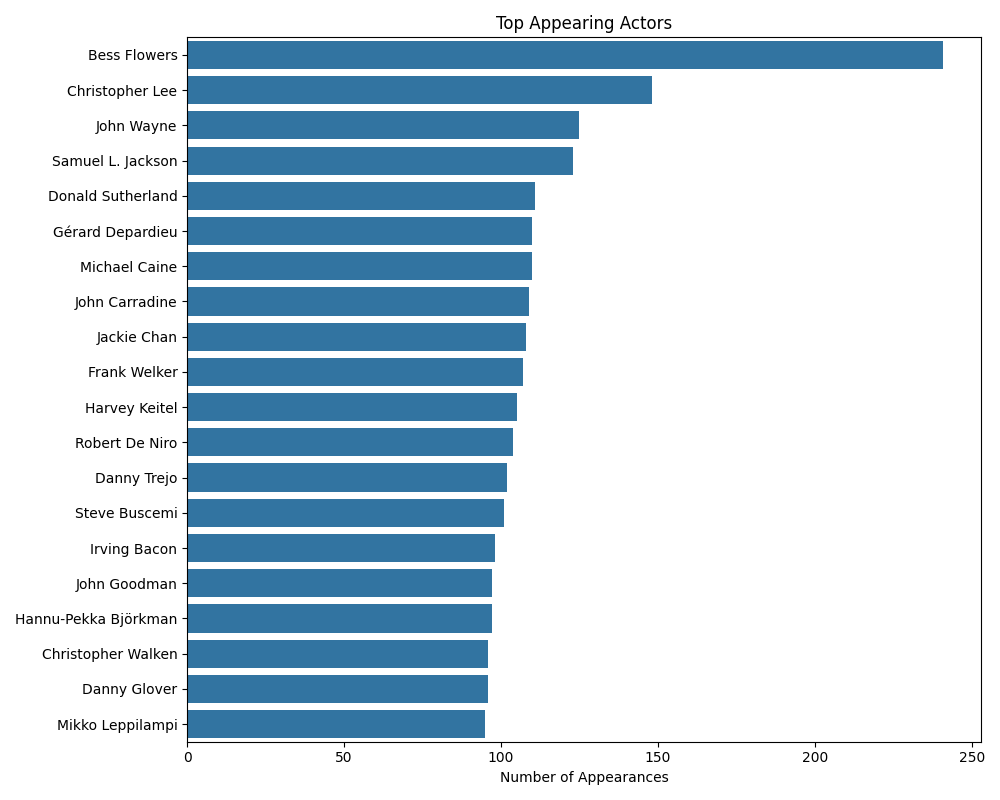 Top Appearing Actors
Bess Flowers
Christopher Lee
John Wayne
Samuel L. Jackson
Donald Sutherland
Gérard Depardieu
Michael Caine
John Carradine
Jackie Chan
Frank Welker
Harvey Keitel
Robert De Niro
Danny Trejo
Steve Buscemi
Irving Bacon
John Goodman
Hannu-Pekka Björkman
Christopher Walken
Danny Glover
Mikko Leppilampi
0 50 100 150 200 250
Number of Appearances